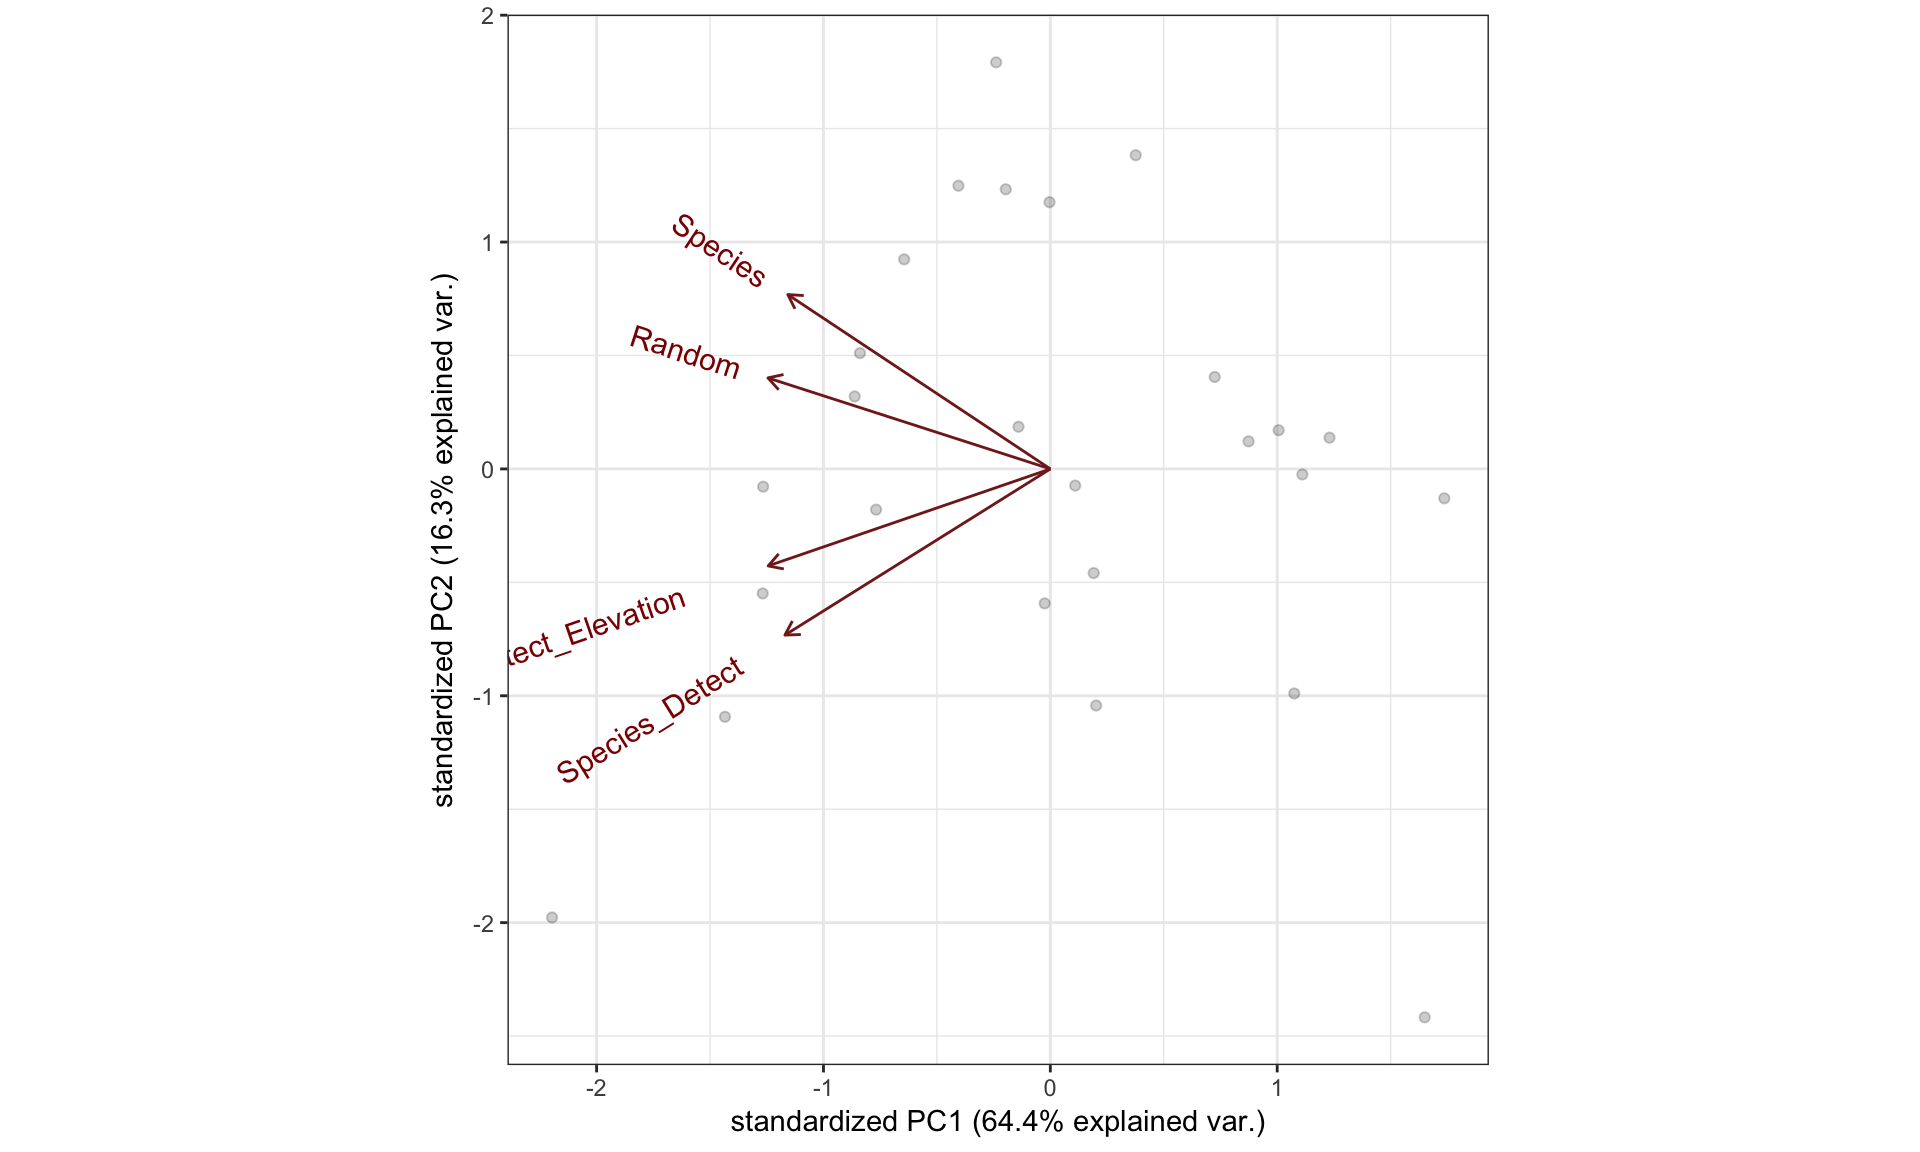 2
1
0
-1
-2
standardized PC2 (16.3% explained var.)
Species
Random
tect_Elevation
Species_Detect
-2
-1
0
1
standardized PC1 (64.4% explained var.)